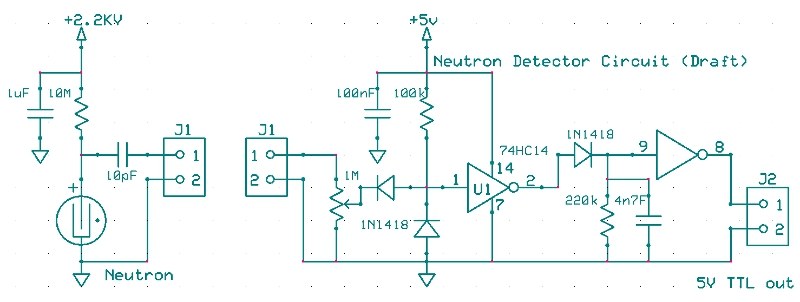 +2.2KV
+5v
Neutron Detector Circuit (Draft)
1uF
10M
100nF
100k
J1
J1
1N1418
74HC14
1
2
10pF
1
2
1M
1
14
U1
2
7
9
8
+
1N1418
220k
4n7F
J2
1
2
Neutron
5V TTL out